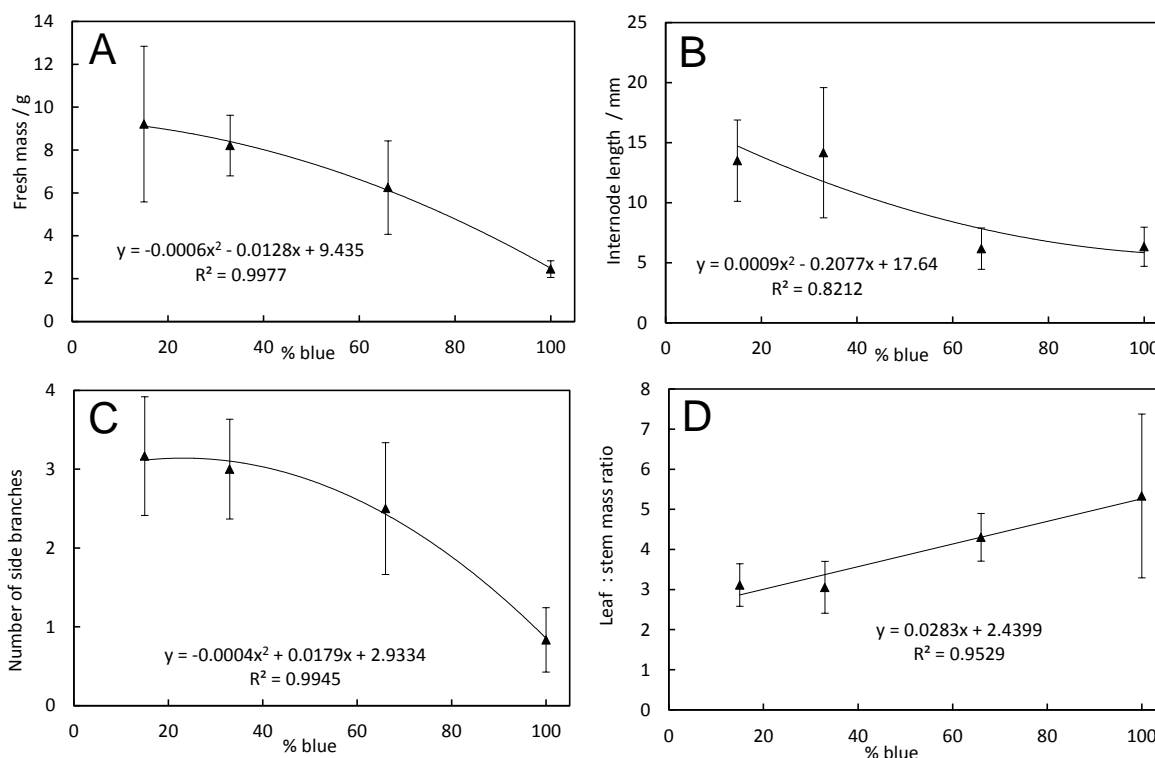 A
Fresh mass / g
14
12
10
8
6
4
2
0
y = -0.0006x² - 0.0128x + 9.435
R² = 0.9977
0 20 40 60 80 100
% blue
B
Internode length / mm
25
20
15
10
5
0
y = 0.0009x² - 0.2077x + 17.64
R² = 0.8212
0 20 40 60 80 100
% blue
C
Number of side branches
4
3
2
1
0
y = -0.0004x² + 0.0179x + 2.9334
R² = 0.9945
0 20 40 60 80 100
% blue
D
Leaf : stem mass ratio
8
7
6
5
4
3
2
1
0
y = 0.0283x + 2.4399
R² = 0.9529
0 20 40 60 80 100
% blue